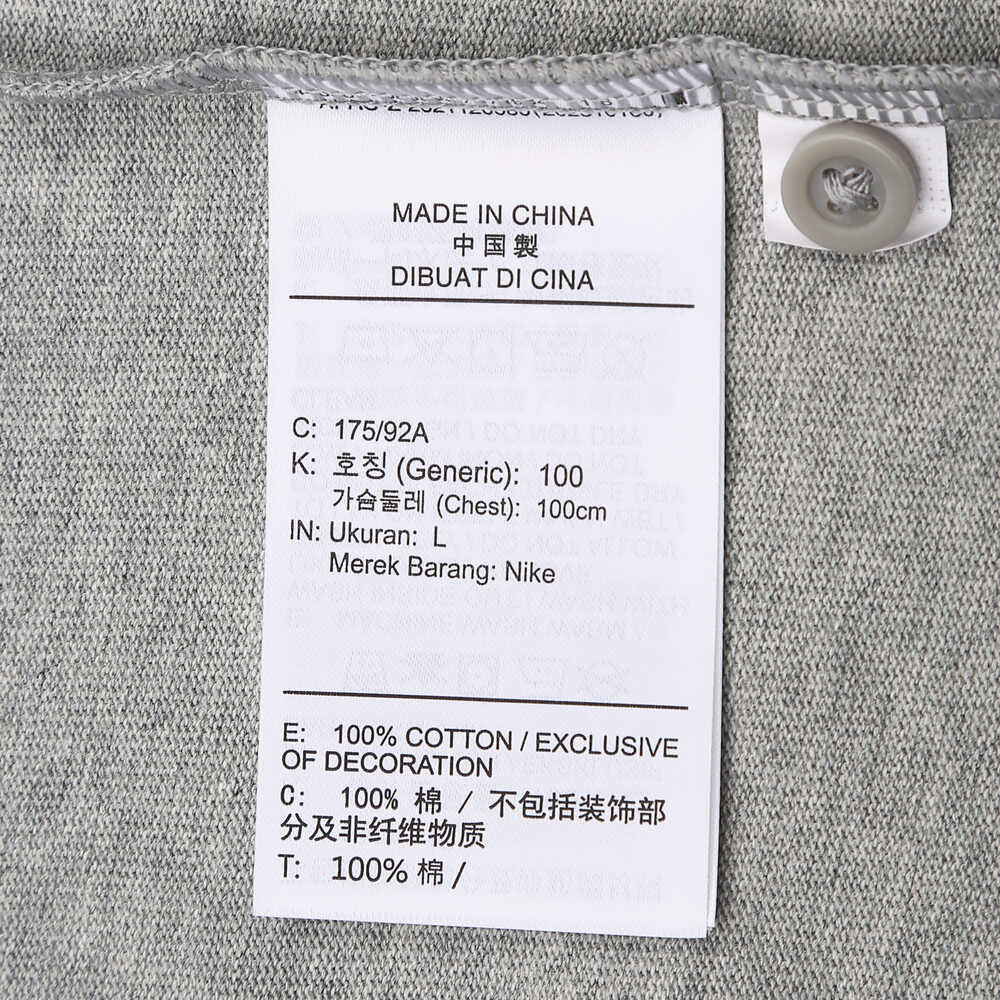 MADE IN CHINA
中国製
DIBUAT DI CINA
C: 175/92A
K: 호칭 (Generic): 100
가슴둘레 (Chest): 100cm
IN: Ukuran: L
Merek Barang: Nike
E: 100% COTTON / EXCLUSIVE
OF DECORATION
C: 100% 棉 / 不包括装饰部
分及非纤维物质
T: 100% 棉 /